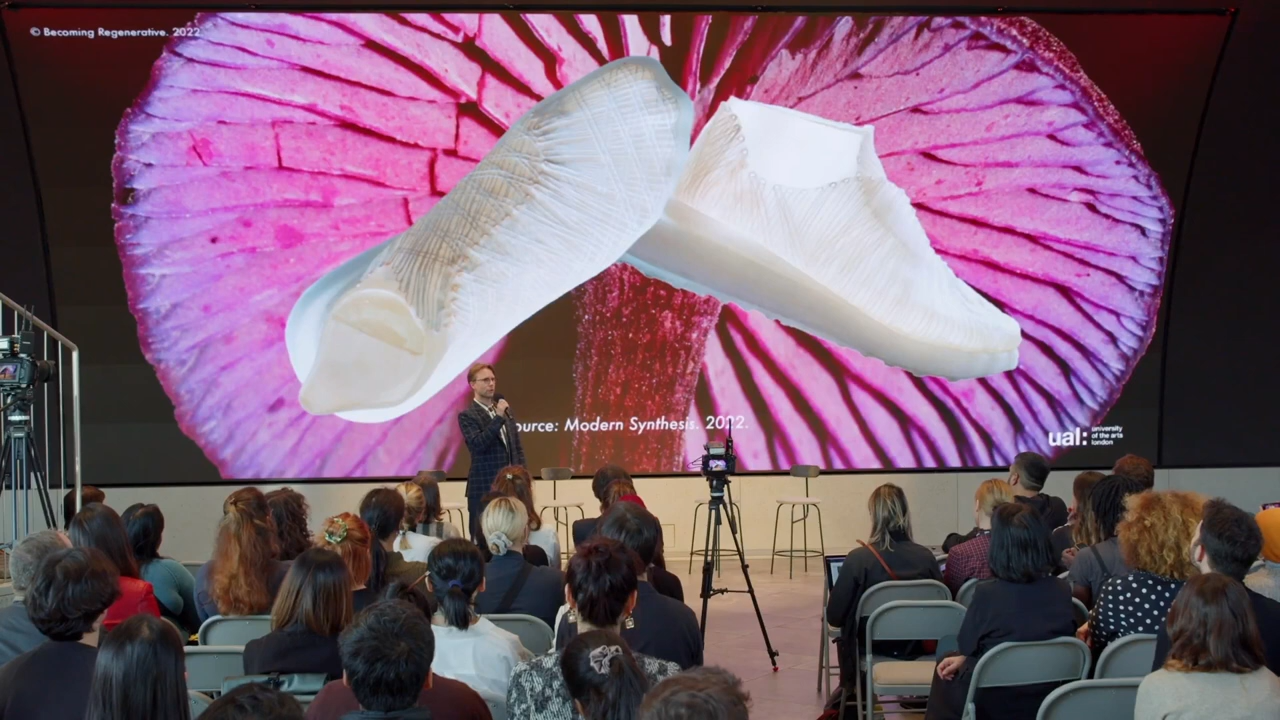 © Becoming Regenerative. 2022
ource: Modern Synthesis. 2022.
ual: university
of the arts
london